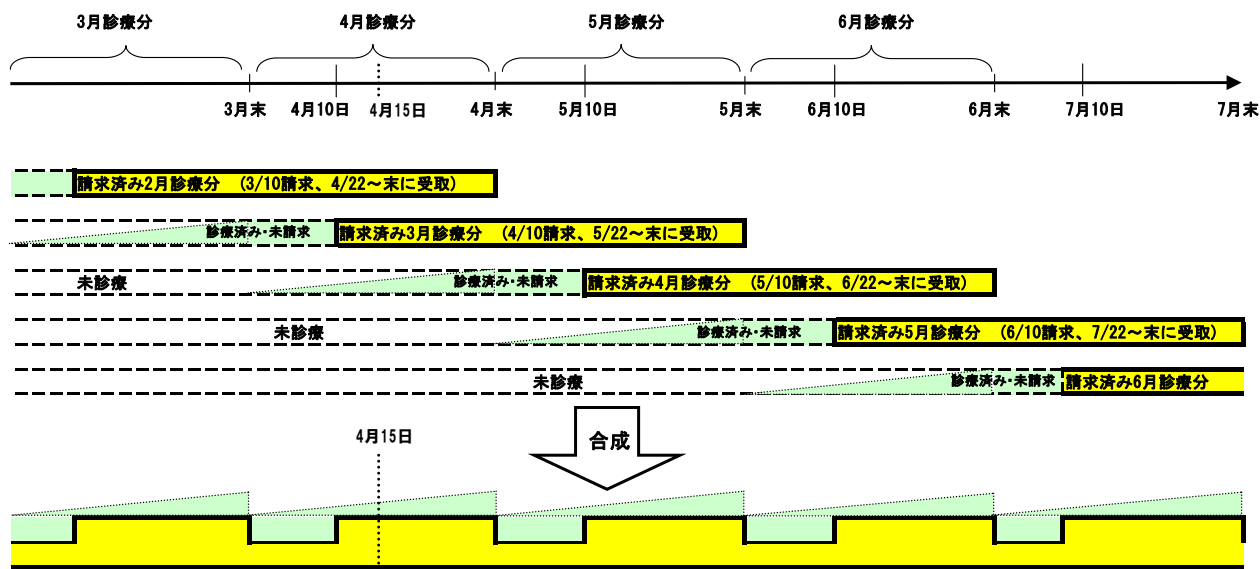 3月診療分 4月診療分 5月診療分 6月診療分
3月末 4月10日 4月15日 4月末 5月10日 5月末 6月10日 6月末 7月10日 7月末
請求済み2月診療分 (3/10請求、4/22~末に受取)
診療済み・未請求 請求済み3月診療分 (4/10請求、5/22~末に受取)
未診療 診療済み・未請求 請求済み4月診療分 (5/10請求、6/22~末に受取)
未診療 診療済み・未請求 請求済み5月診療分 (6/10請求、7/22~末に受取)
未診療 診療済み・未請求 請求済み6月診療分
4月15日 合成